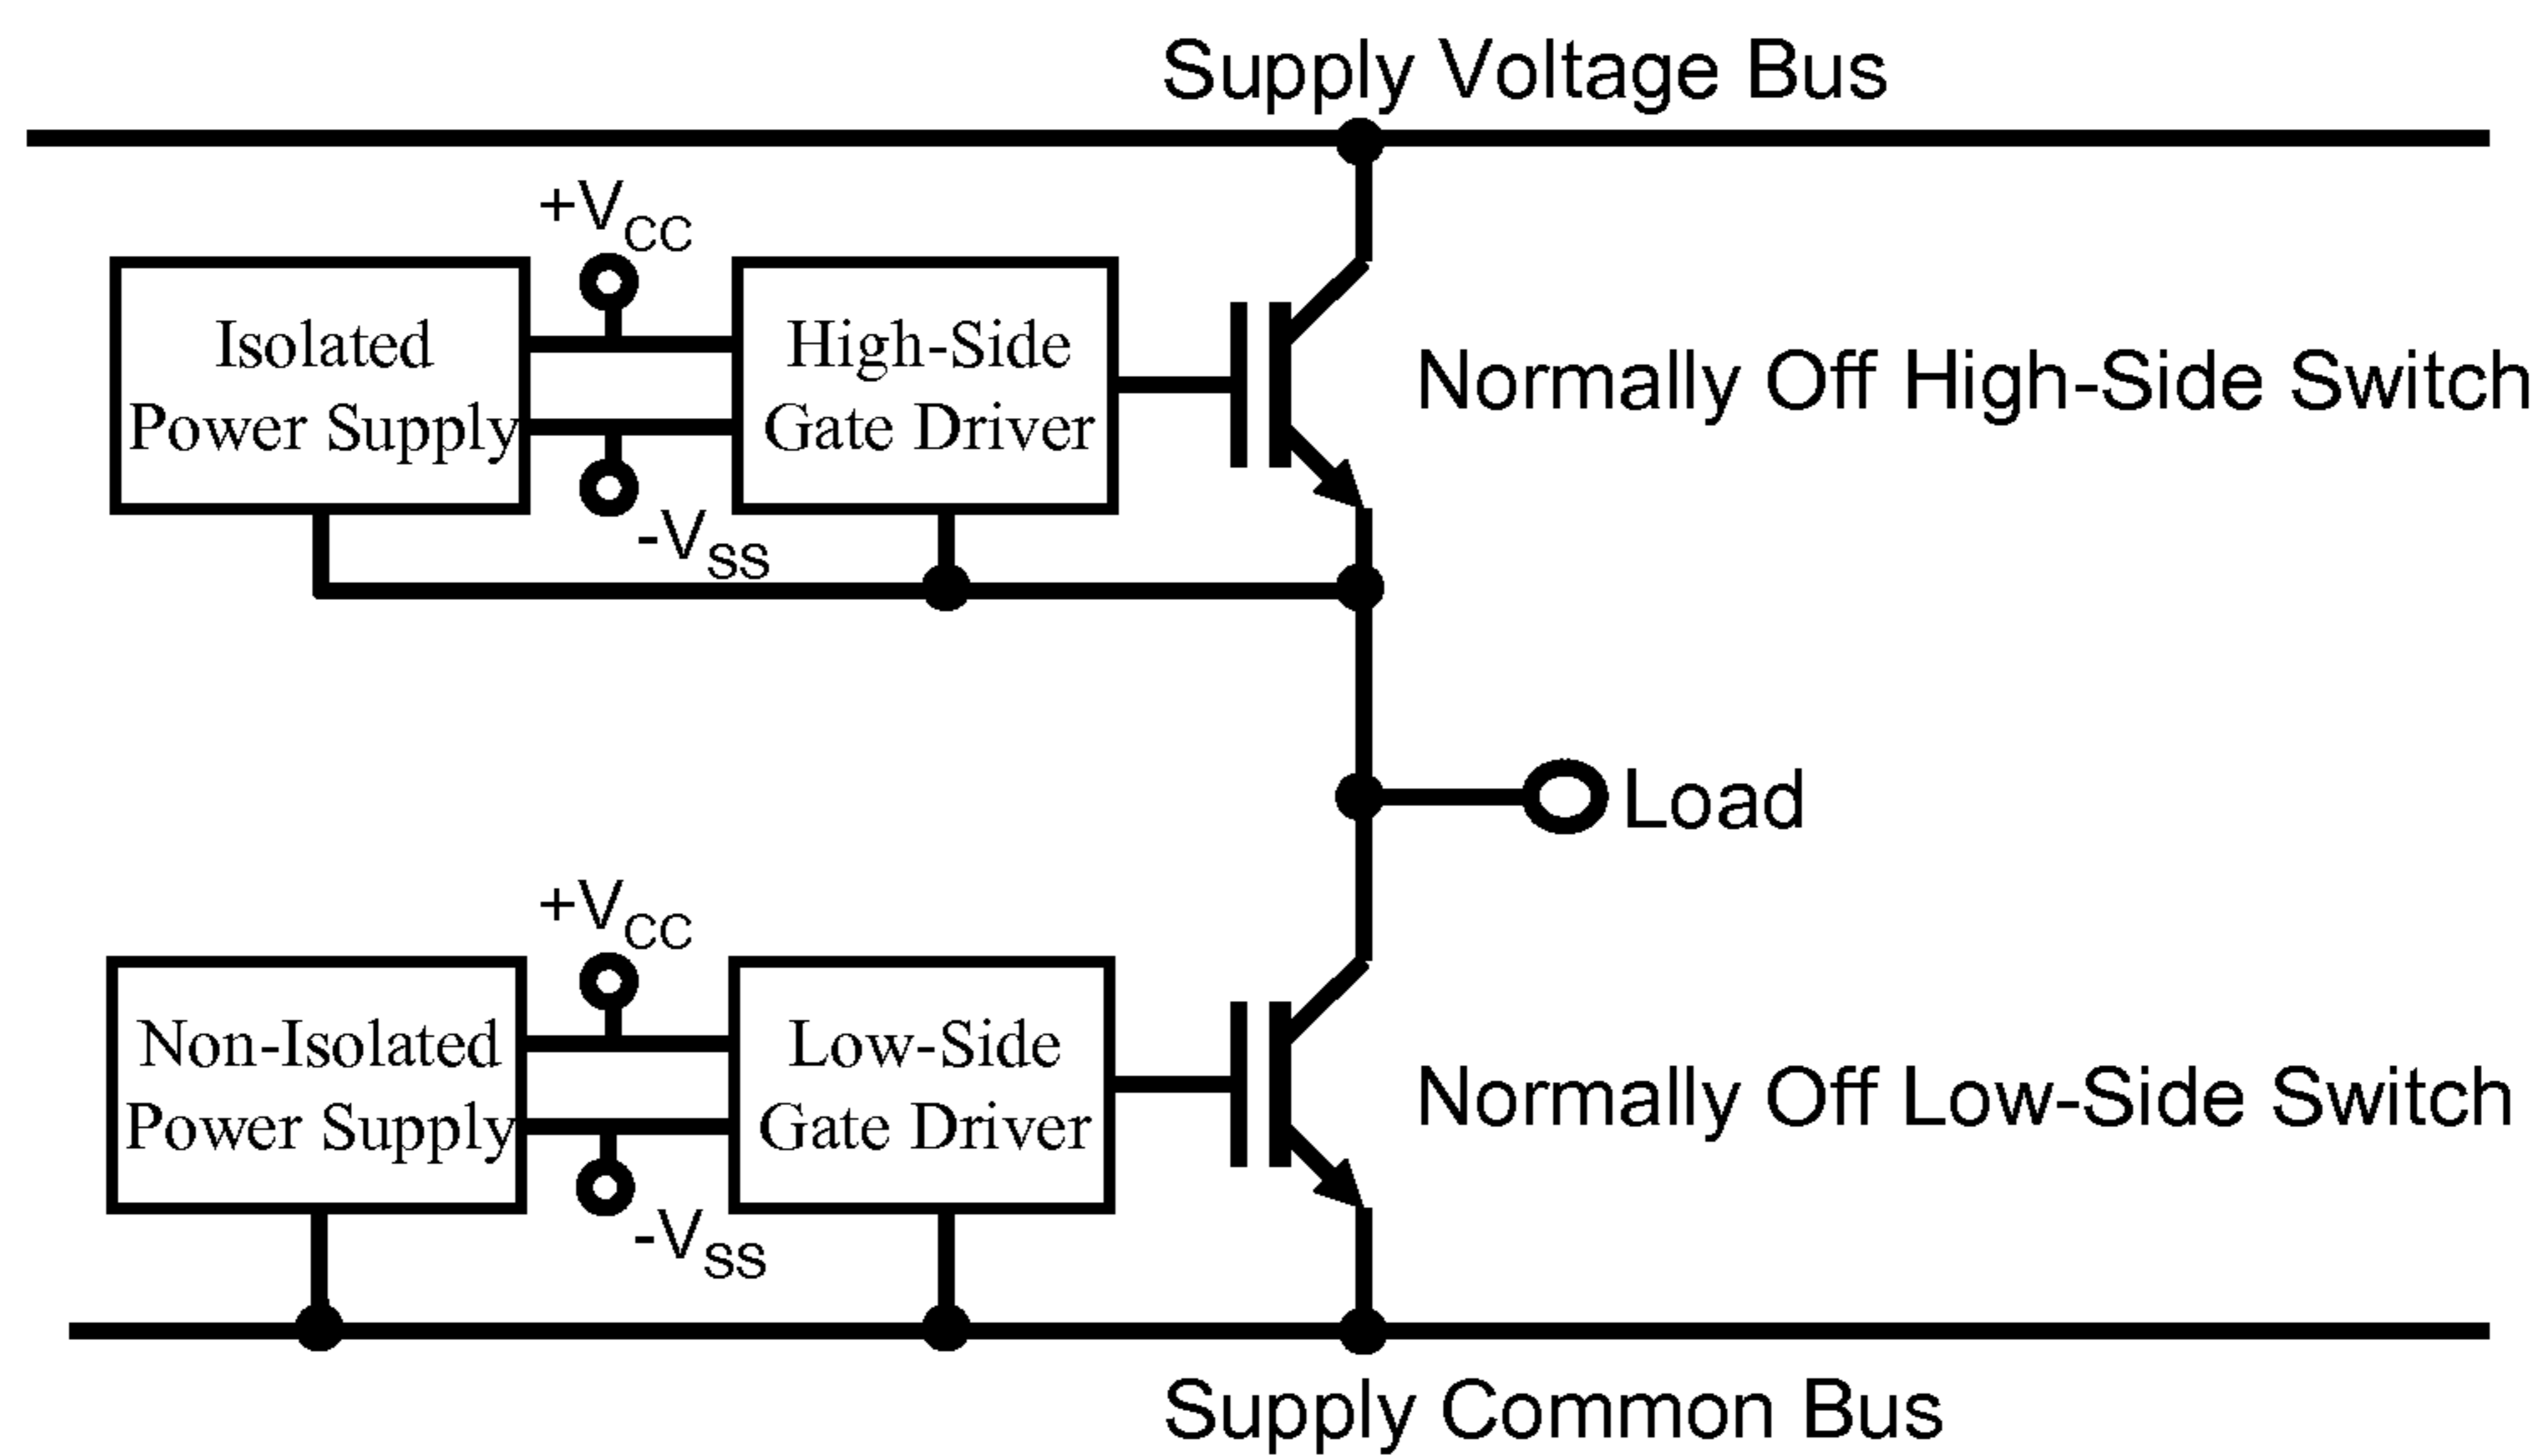 Supply Voltage Bus
+VCC
Isolated
Power Supply
High-Side
Gate Driver
Normally Off High-Side Switch
-VSS
Load
+VCC
Non-Isolated
Power Supply
Low-Side
Gate Driver
Normally Off Low-Side Switch
-VSS
Supply Common Bus